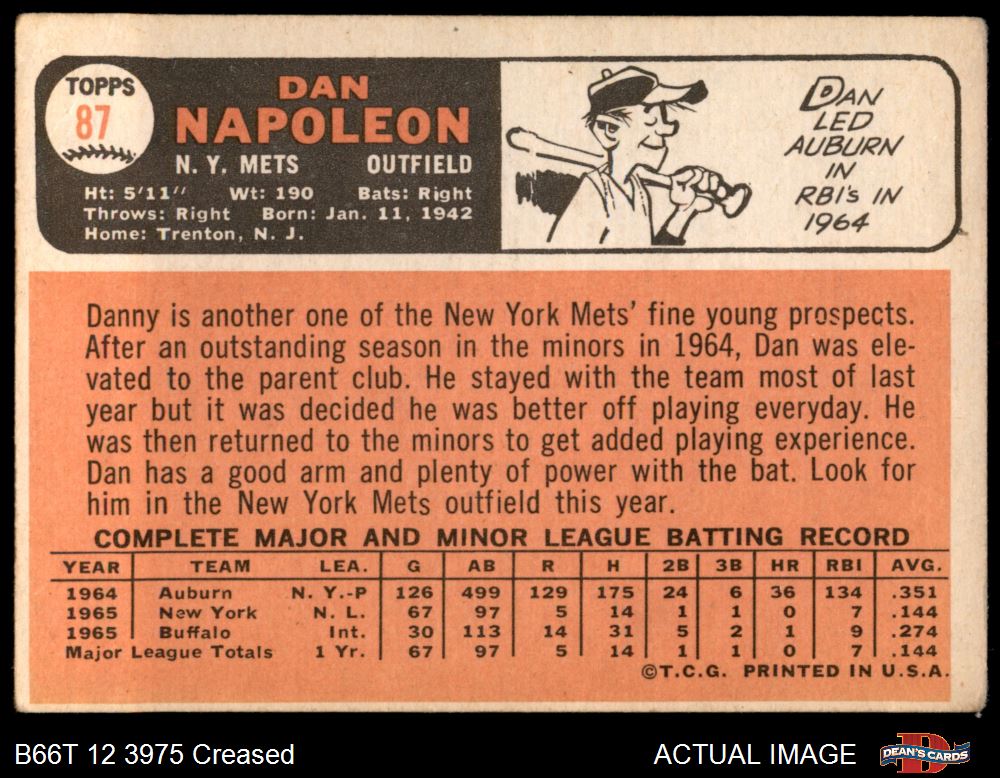 TOPPS
87
DAN
NAPOLEON
N. Y. METS OUTFIELD
Ht: 5'11" Wt: 190 Bats: Right
Throws: Right Born: Jan. 11, 1942
Home: Trenton, N. J.
DAN
LED
AUBURN
IN
RBI's IN
1964
Danny is another one of the New York Mets' fine young prospects.
After an outstanding season in the minors in 1964, Dan was ele-
vated to the parent club. He stayed with the team most of last
year but it was decided he was better off playing everyday. He
was then returned to the minors to get added playing experience.
Dan has a good arm and plenty of power with the bat. Look for
him in the New York Mets outfield this year.
COMPLETE MAJOR AND MINOR LEAGUE BATTING RECORD
YEAR TEAM LEA. G AB R H 2B 3B HR RBI AVG.
1964 Auburn N. Y.-P 126 499 129 175 24 6 36 134 .351
1965 New York N. L. 67 97 5 14 1 1 0 7 .144
1965 Buffalo Int. 30 113 14 31 5 2 1 9 .274
Major League Totals 1 Yr. 67 97 5 14 1 1 0 7 .144
©T.C.G. PRINTED IN U.S.A.
B66T 12 3975 Creased
ACTUAL IMAGE
D
DEAN'S CARDS